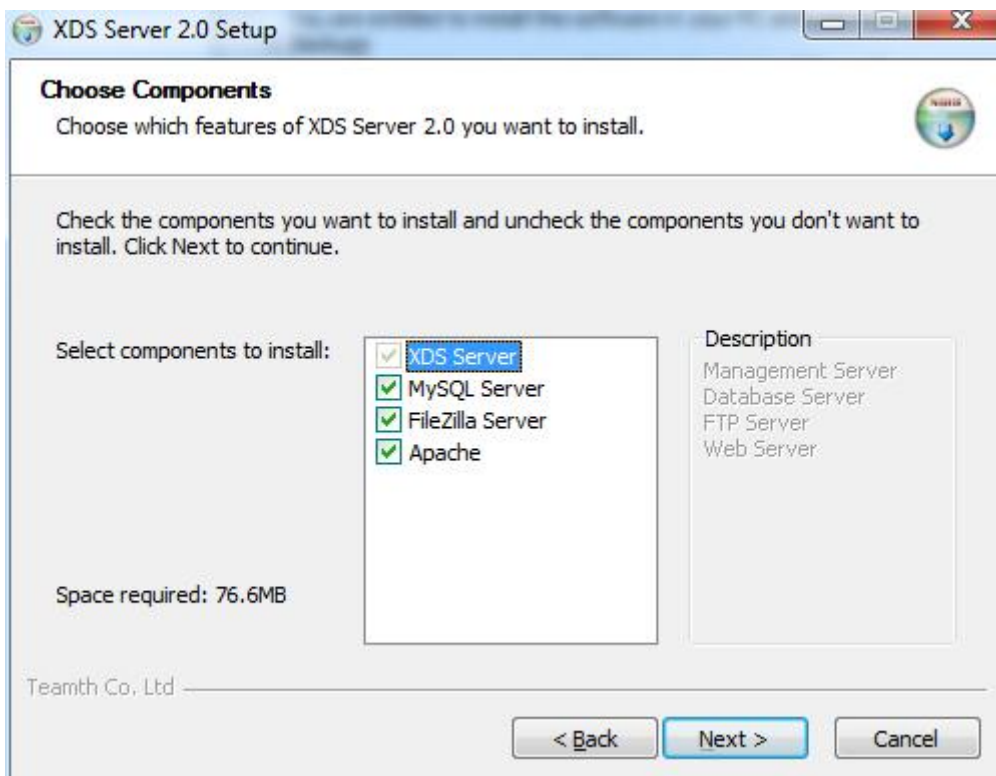 XDS Server 2.0 Setup
Choose Components
Choose which features of XDS Server 2.0 you want to install.
Check the components you want to install and uncheck the components you don't want to
install. Click Next to continue.
Select components to install:
XDS Server
MySQL Server
FileZilla Server
Apache
Description
Management Server
Database Server
FTP Server
Web Server
Space required: 76.6MB
Teamth Co. Ltd
< Back
Next >
Cancel